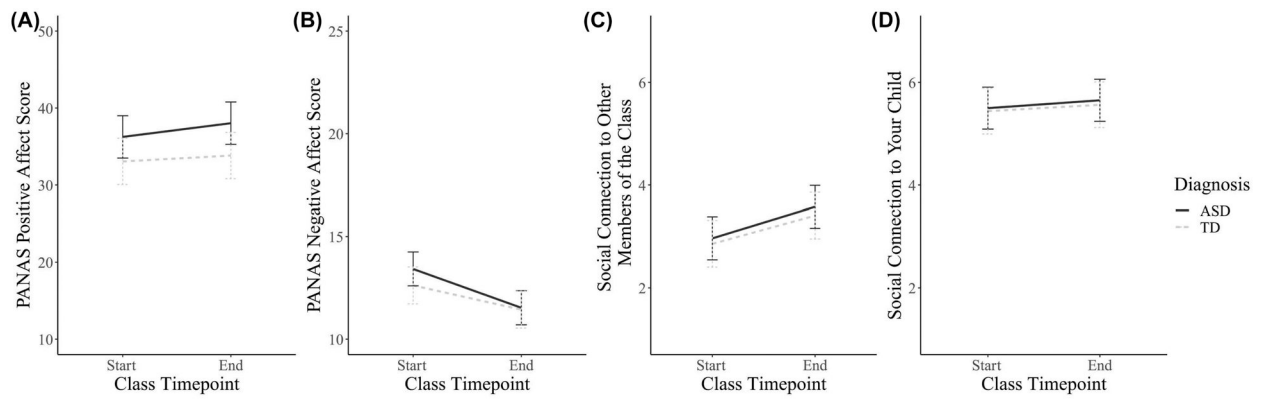 (A)
PANAS Positive Affect Score
50
40
30
20
10
Start
End
Class Timepoint
(B)
PANAS Negative Affect Score
25
20
15
10
Start
End
Class Timepoint
(C)
Social Connection to Other
Members of the Class
6
4
2
Start
End
Class Timepoint
(D)
Social Connection to Your Child
6
4
2
Start
End
Class Timepoint
Diagnosis
ASD
TD